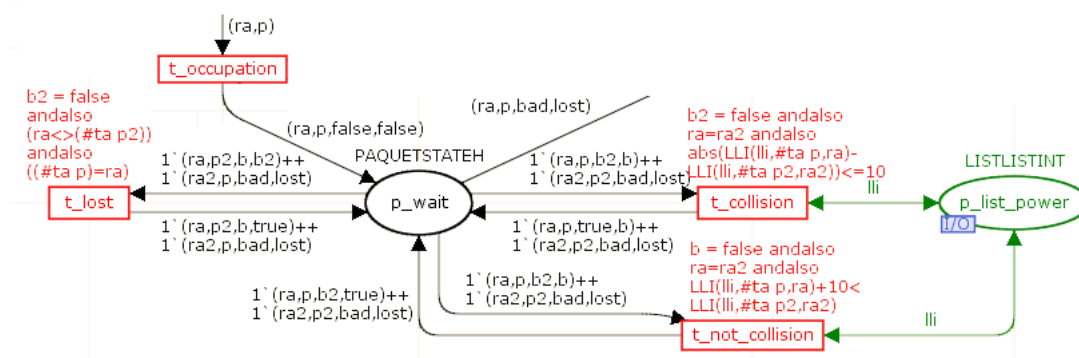 (ra,p)
t_occupation
(ra,p,bad,lost)
(ra,p,false,false)
b2 = false
andalso
(ra<>(#ta p2))
andalso
((#ta p)=ra)
t_lost
1`(ra,p2,b,b2)++
1`(ra2,p,bad,lost)
1`(ra,p2,b,true)++
1`(ra2,p,bad,lost)
PAQUETSTATEH
p_wait
1`(ra,p,b2,b)++
1`(ra2,p2,bad,lost)
1`(ra,p,true,b)++
1`(ra2,p2,bad,lost)
b2 = false andalso
ra=ra2 andalso
abs(LLI(lli,#ta p,ra)-
LLI(lli,#ta p2,ra2))<=10
t_collision
lli
LISTLISTINT
p_list_power
I/O
1`(ra,p,b2,true)++
1`(ra2,p2,bad,lost)
1`(ra,p,b2,b)++
1`(ra2,p2,bad,lost)
b = false andalso
ra=ra2 andalso
LLI(lli,#ta p,ra)+10<
LLI(lli,#ta p2,ra2)
t_not_collision
lli